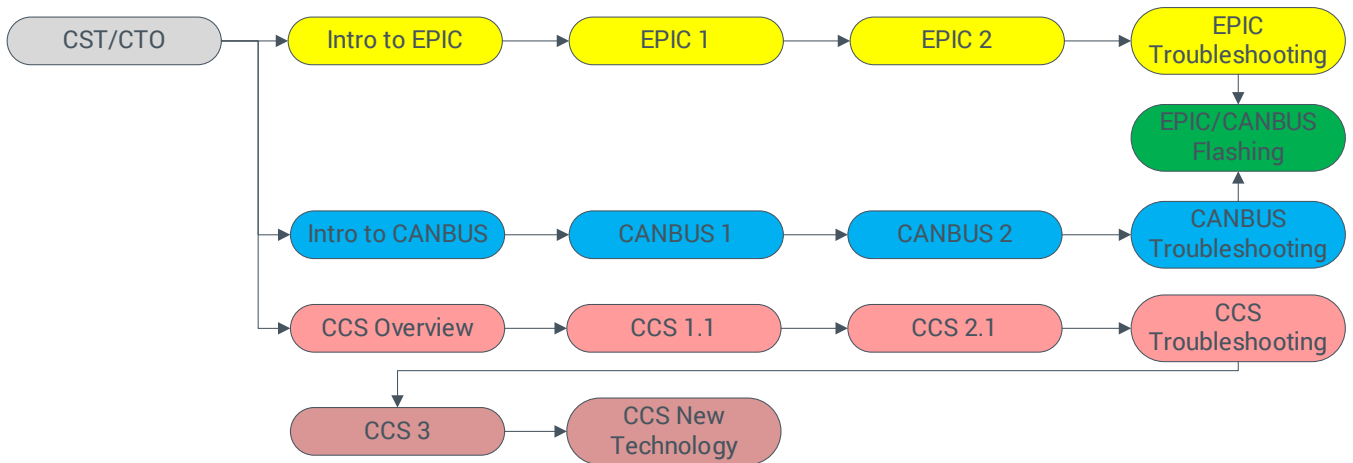 CST/CTO
Intro to EPIC
EPIC 1
EPIC 2
EPIC
Troubleshooting
EPIC/CANBUS
Flashing
Intro to CANBUS
CANBUS 1
CANBUS 2
CANBUS
Troubleshooting
CCS Overview
CCS 1.1
CCS 2.1
CCS
Troubleshooting
CCS 3
CCS New
Technology